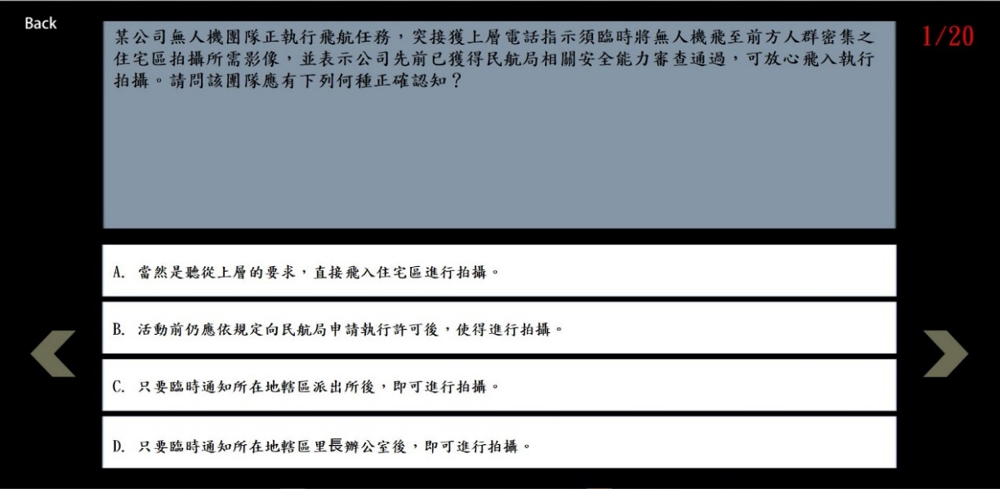 Back
1/20
某公司無人機團隊正執行飛航任務，突接獲上層電話指示須臨時將無人機飛至前方人群密集之
住宅區拍攝所需影像，並表示公司先前已獲得民航局相關安全能力審查通過，可放心飛入執行
拍攝。請問該團隊應有下列何種正確認知？
A. 當然是聽從上層的要求，直接飛入住宅區進行拍攝。
B. 活動前仍應依規定向民航局申請執行許可後，使得進行拍攝。
C. 只要臨時通知所在地轄區派出所後，即可進行拍攝。
D. 只要臨時通知所在地轄區里長辦公室後，即可進行拍攝。